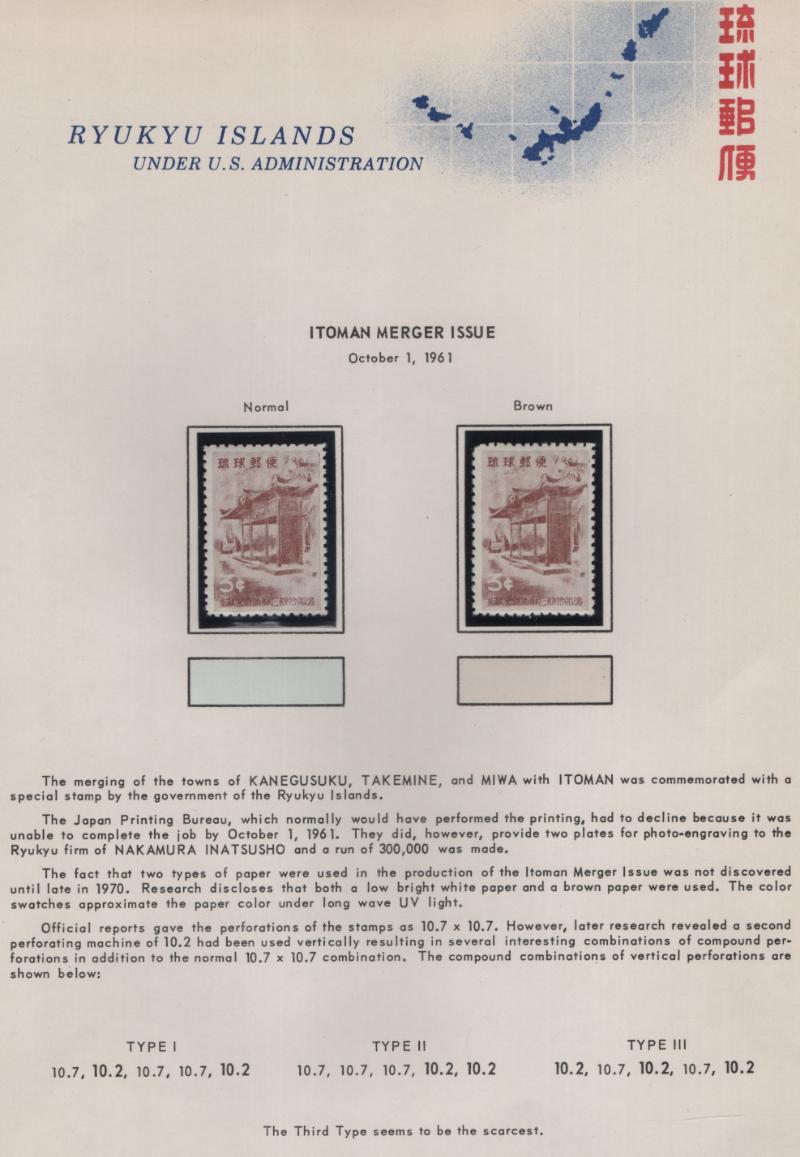 琉球郵便
RYUKYU ISLANDS
UNDER U.S. ADMINISTRATION
ITOMAN MERGER ISSUE
October 1, 1961
Normal
Brown
琉球郵便 1961
3¢
琉球郵便 1961
3¢
The merging of the towns of KANEGUSUKU, TAKEMINE, and MIWA with ITOMAN was commemorated with a
special stamp by the government of the Ryukyu Islands.
The Japan Printing Bureau, which normally would have performed the printing, had to decline because it was
unable to complete the job by October 1, 1961. They did, however, provide two plates for photo-engraving to the
Ryukyu firm of NAKAMURA INATSUSHO and a run of 300,000 was made.
The fact that two types of paper were used in the production of the Itoman Merger Issue was not discovered
until late in 1970. Research discloses that both a low bright white paper and a brown paper were used. The color
swatches approximate the paper color under long wave UV light.
Official reports gave the perforations of the stamps as 10.7 x 10.7. However, later research revealed a second
perforating machine of 10.2 had been used vertically resulting in several interesting combinations of compound per-
forations in addition to the normal 10.7 x 10.7 combination. The compound combinations of vertical perforations are
shown below:
TYPE I
10.7, 10.2, 10.7, 10.7, 10.2
TYPE II
10.7, 10.7, 10.7, 10.2, 10.2
TYPE III
10.2, 10.7, 10.2, 10.7, 10.2
The Third Type seems to be the scarcest.